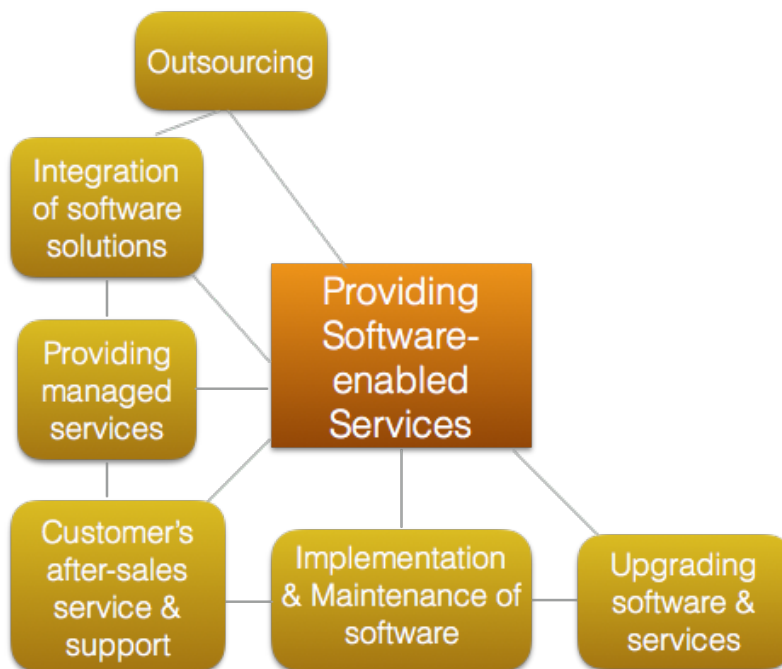 Outsourcing
Integration
of software
solutions
Providing
Software-
enabled
Services
Providing
managed
services
Customer’s
after-sales
service &
support
Implementation
& Maintenance of
software
Upgrading
software &
services